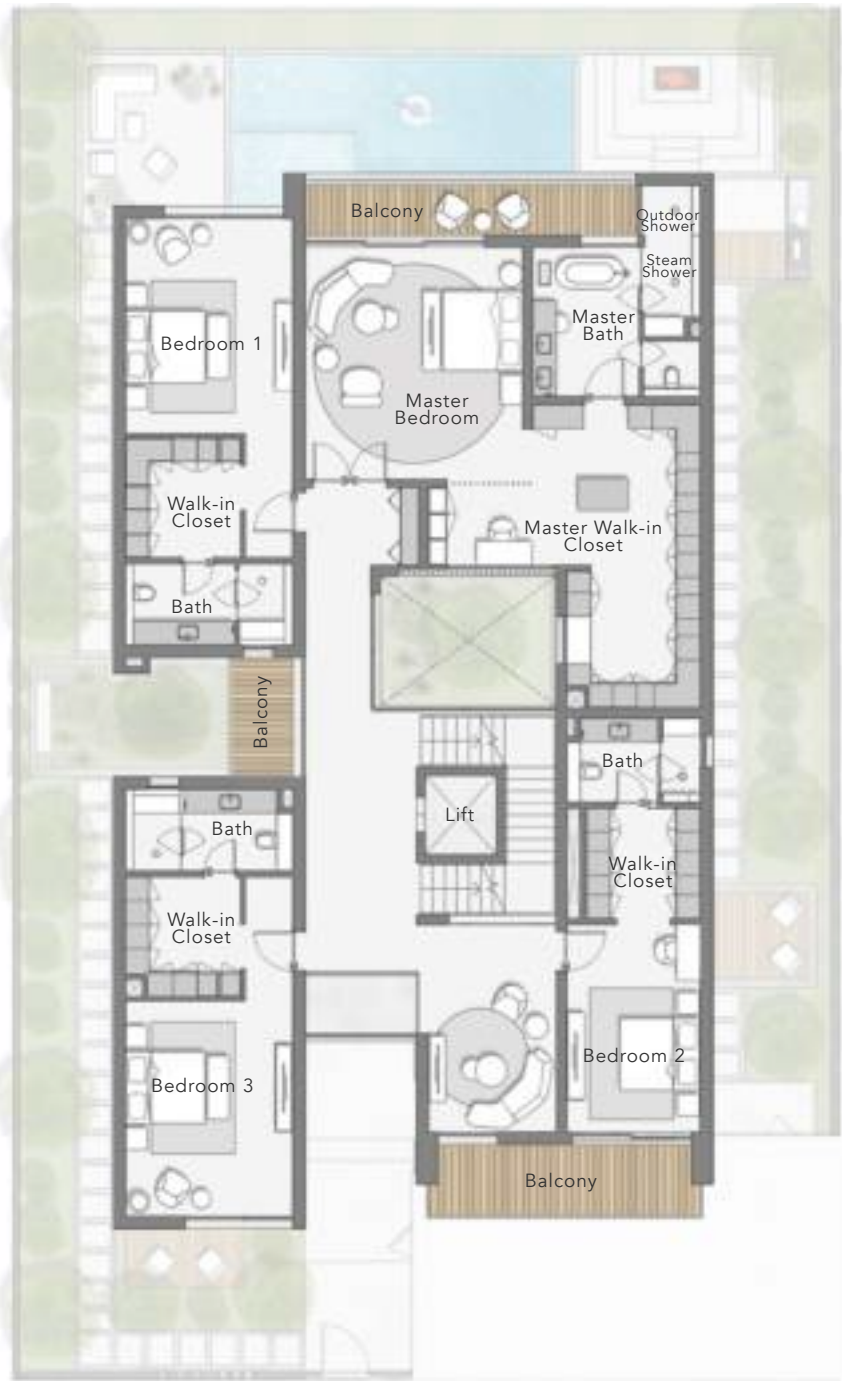 Balcony
Outdoor
Shower
Steam
Shower
Master
Bath
Bedroom 1
Master
Bedroom
Walk-in
Closet
Master Walk-in
Closet
Bath
Balcony
Bath
Lift
Bath
Walk-in
Closet
Walk-in
Closet
Bedroom 2
Bedroom 3
Balcony